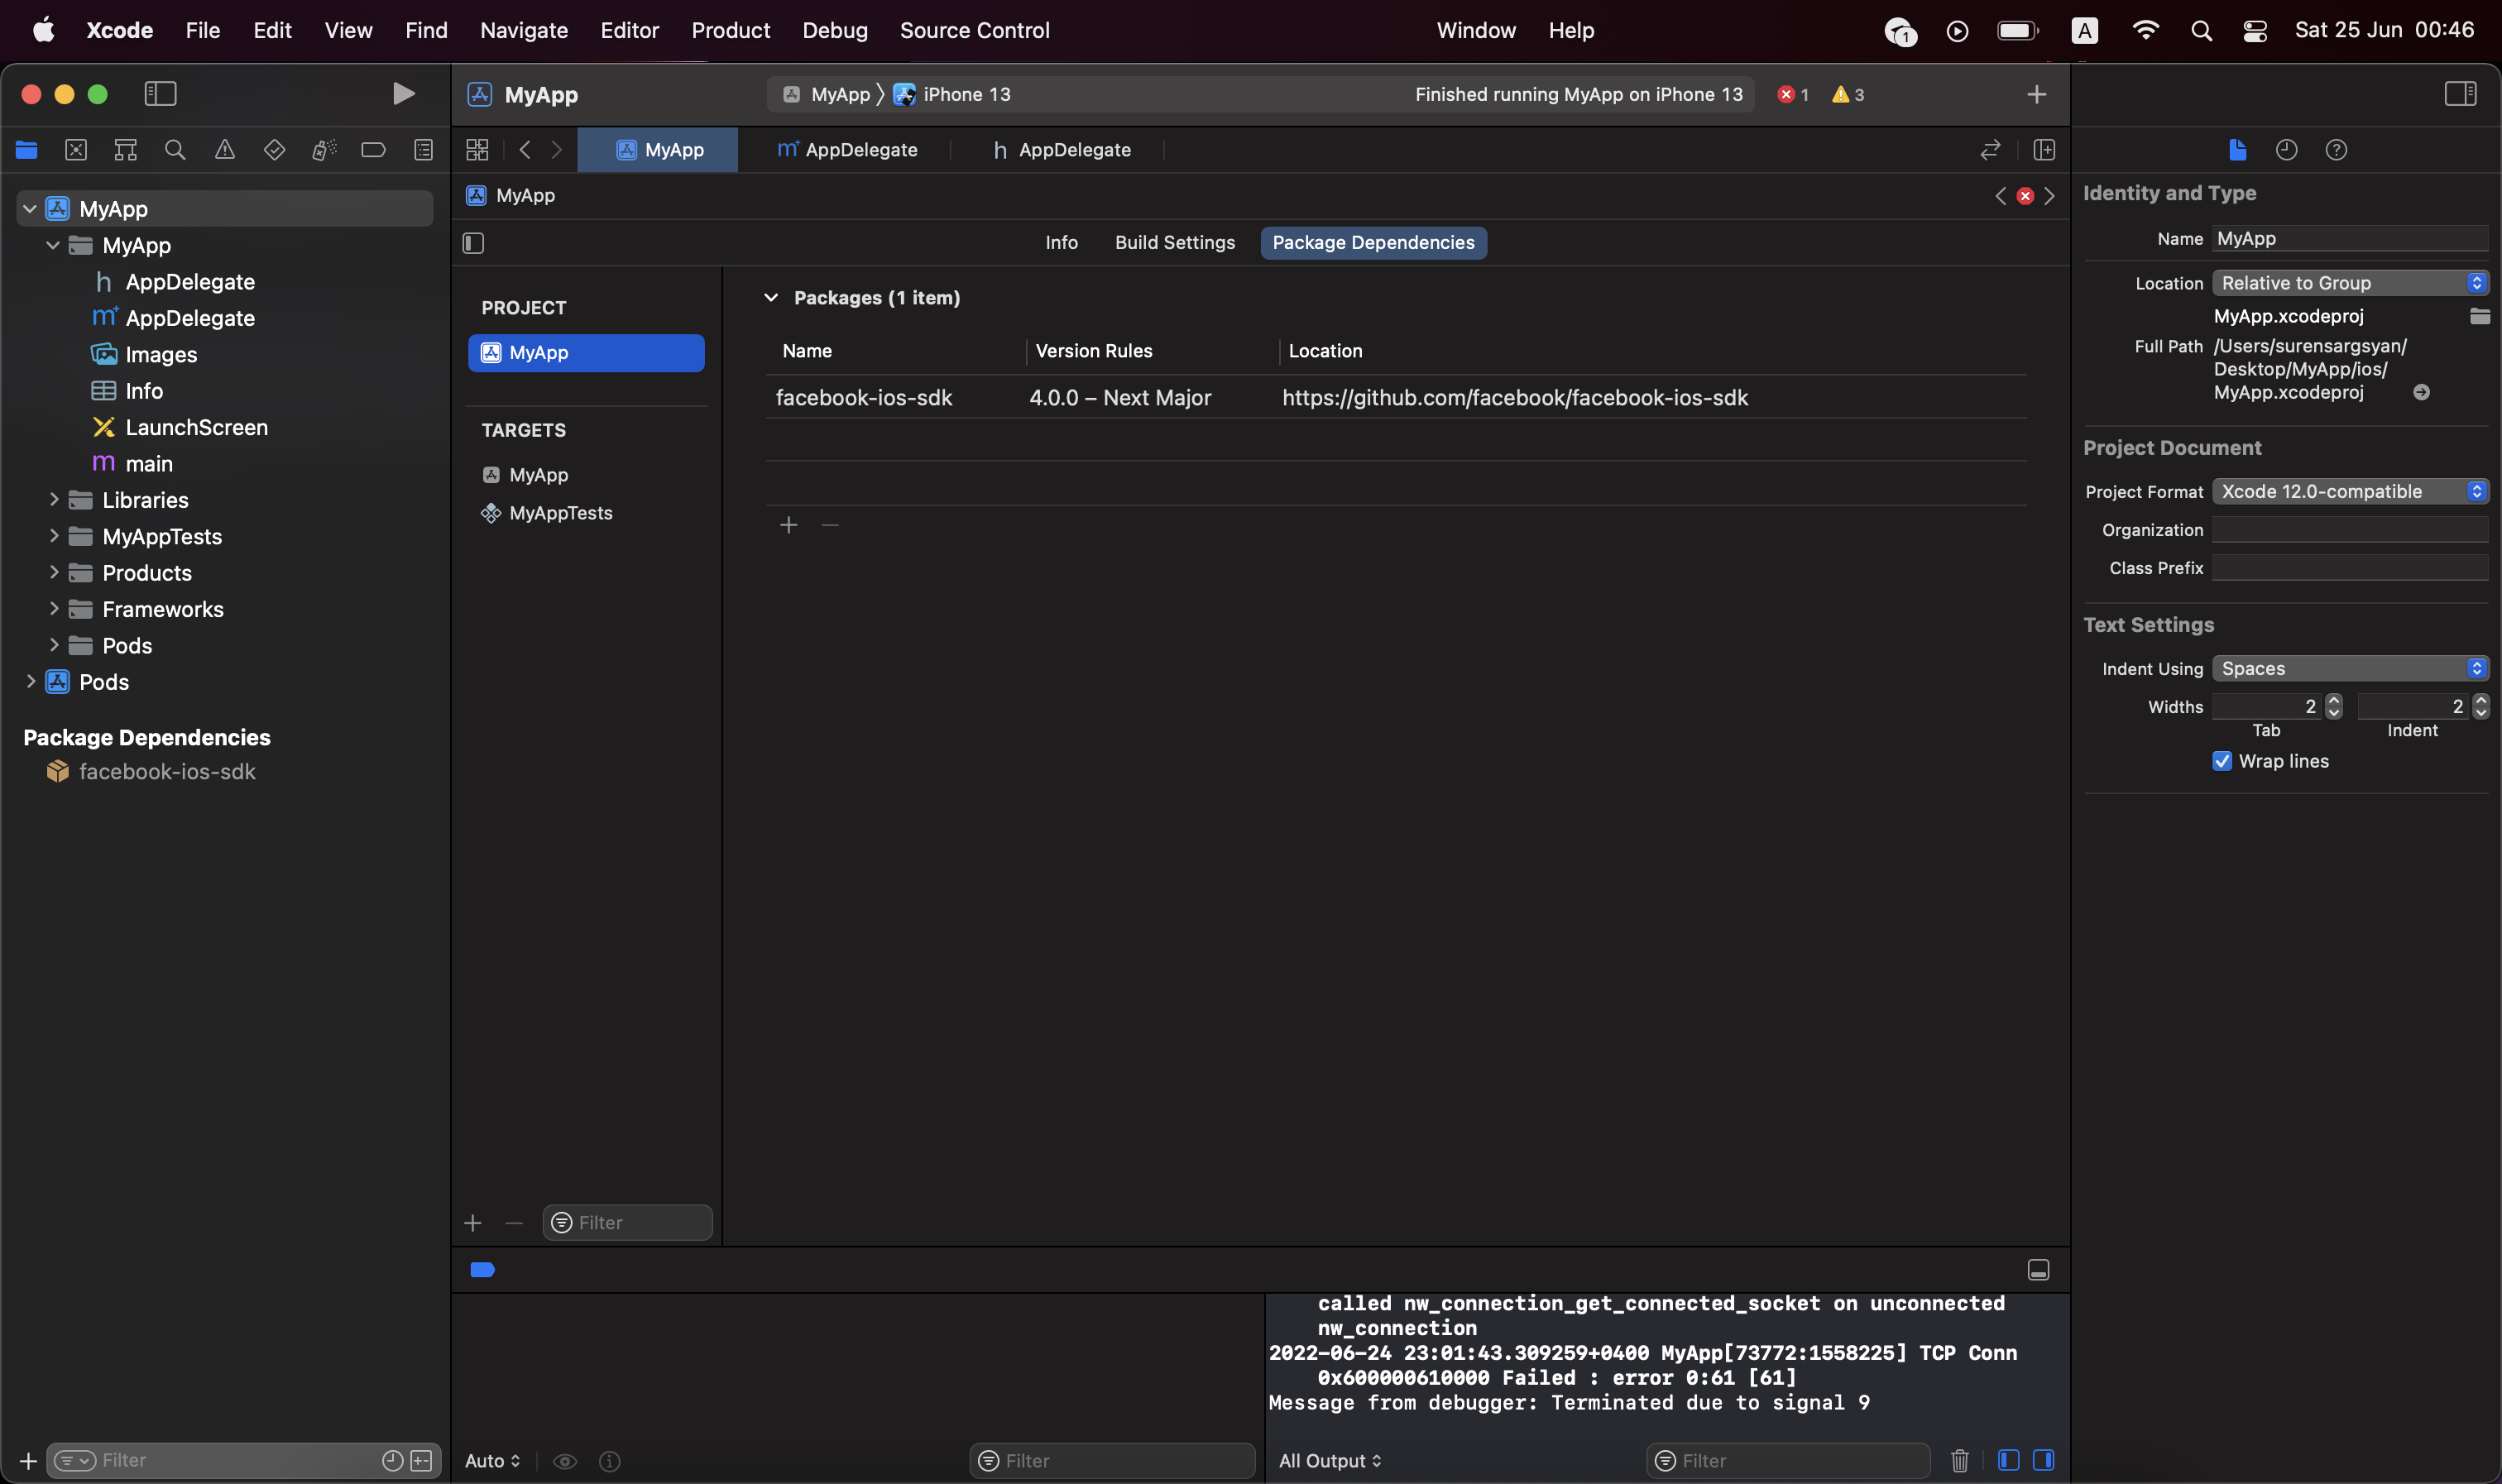 Xcode File Edit View Find Navigate Editor Product Debug Source Control Window Help 1 A Sat 25 Jun 00:46
MyApp MyApp iPhone 13 Finished running MyApp on iPhone 13 1 3
MyApp AppDelegate AppDelegate
MyApp
Info Build Settings Package Dependencies
MyApp
MyApp
AppDelegate
AppDelegate
Images
Info
LaunchScreen
main
Libraries
MyAppTests
Products
Frameworks
Pods
Pods
Package Dependencies
facebook-ios-sdk
Filter
PROJECT
MyApp
TARGETS
MyApp
MyAppTests
Filter
Packages (1 item)
Name Version Rules Location
facebook-ios-sdk 4.0.0 – Next Major https://github.com/facebook/facebook-ios-sdk
called nw_connection_get_connected_socket on unconnected
nw_connection
2022-06-24 23:01:43.309259+0400 MyApp[73772:1558225] TCP Conn
0x600000610000 Failed : error 0:61 [61]
Message from debugger: Terminated due to signal 9
Auto Filter All Output Filter
Identity and Type
Name MyApp
Location Relative to Group
MyApp.xcodeproj
Full Path /Users/surensargsyan/
Desktop/MyApp/ios/
MyApp.xcodeproj
Project Document
Project Format Xcode 12.0-compatible
Organization
Class Prefix
Text Settings
Indent Using Spaces
Widths 2 2
Tab Indent
Wrap lines